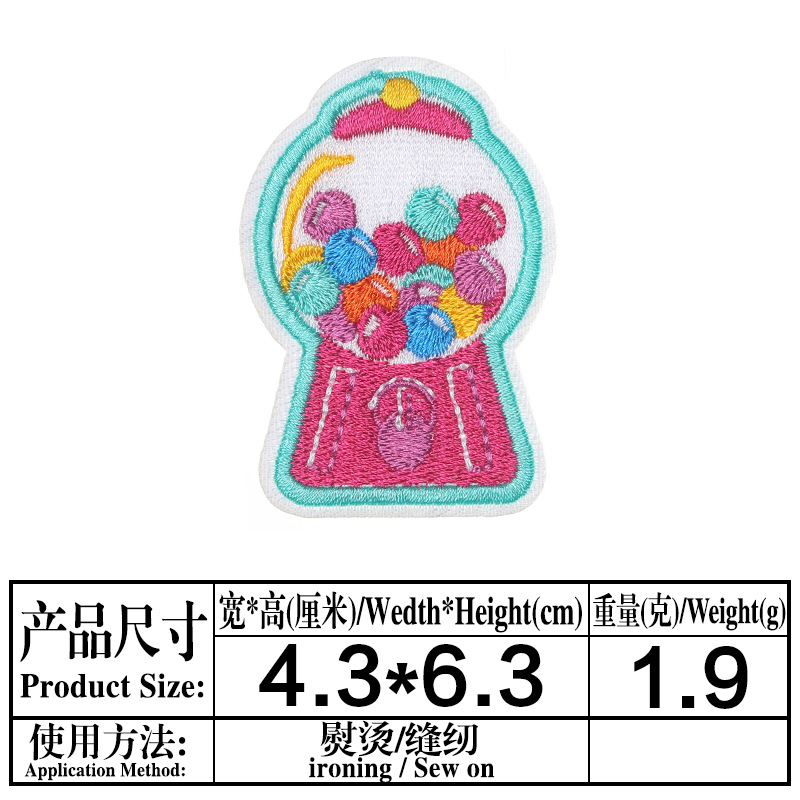 产品尺寸
Product Size:
宽*高(厘米)/Wedth*Height(cm)
重量(克)/Weight(g)
4.3*6.3
1.9
使用方法:
Application Method:
熨烫/缝纫
ironing / Sew on